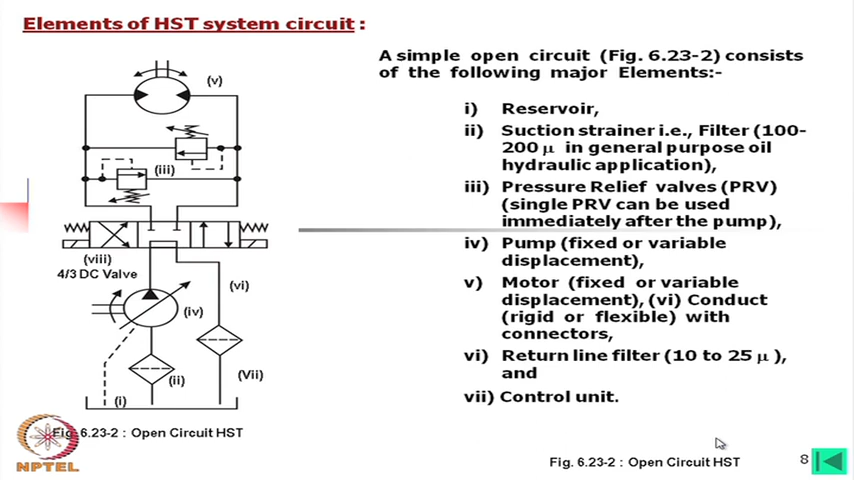 Elements of HST system circuit :
A simple open circuit (Fig. 6.23-2) consists
of the following major Elements:-
i) Reservoir,
ii) Suction strainer i.e., Filter (100-
200 μ in general purpose oil
hydraulic application),
iii) Pressure Relief valves (PRV)
(single PRV can be used
immediately after the pump),
iv) Pump (fixed or variable
displacement),
v) Motor (fixed or variable
displacement), (vi) Conduct
(rigid or flexible) with
connectors,
vi) Return line filter (10 to 25 μ ),
and
vii) Control unit.
(v)
(iii)
(viii)
4/3 DC Valve
(vi)
(iv)
(Vii)
(ii)
(i)
Fig. 6.23-2 : Open Circuit HST
NPTEL
Fig. 6.23-2 : Open Circuit HST
8